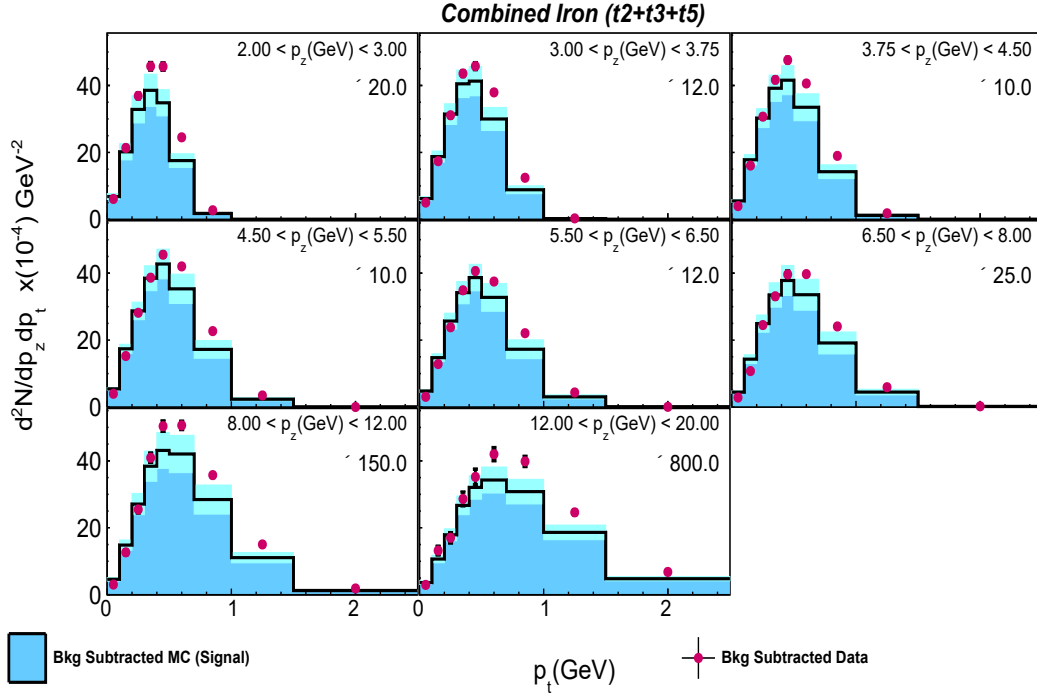 Combined Iron (t2+t3+t5)
d²N/dp_z dp_t x(10⁻⁴) GeV⁻²
2.00 < p_z(GeV) < 3.00
´ 20.0
3.00 < p_z(GeV) < 3.75
´ 12.0
3.75 < p_z(GeV) < 4.50
´ 10.0
40
20
0
4.50 < p_z(GeV) < 5.50
´ 10.0
5.50 < p_z(GeV) < 6.50
´ 12.0
6.50 < p_z(GeV) < 8.00
´ 25.0
40
20
0
8.00 < p_z(GeV) < 12.00
´ 150.0
12.00 < p_z(GeV) < 20.00
´ 800.0
40
20
0
0 1 2 0 1 2
p_t(GeV)
Bkg Subtracted MC (Signal)
Bkg Subtracted Data